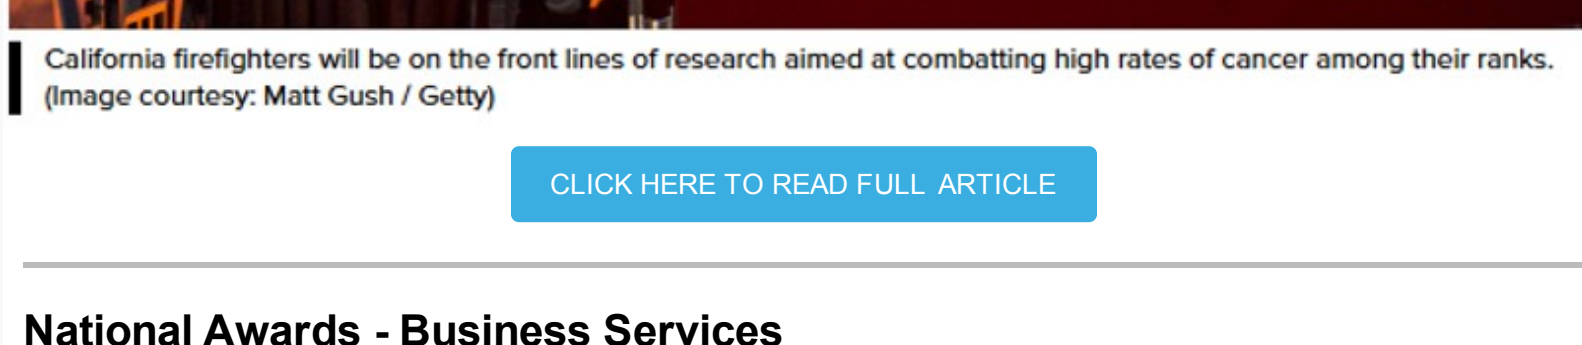 California firefighters will be on the front lines of research aimed at combatting high rates of cancer among their ranks.
(Image courtesy: Matt Gush / Getty)
CLICK HERE TO READ FULL ARTICLE
National Awards - Business Services